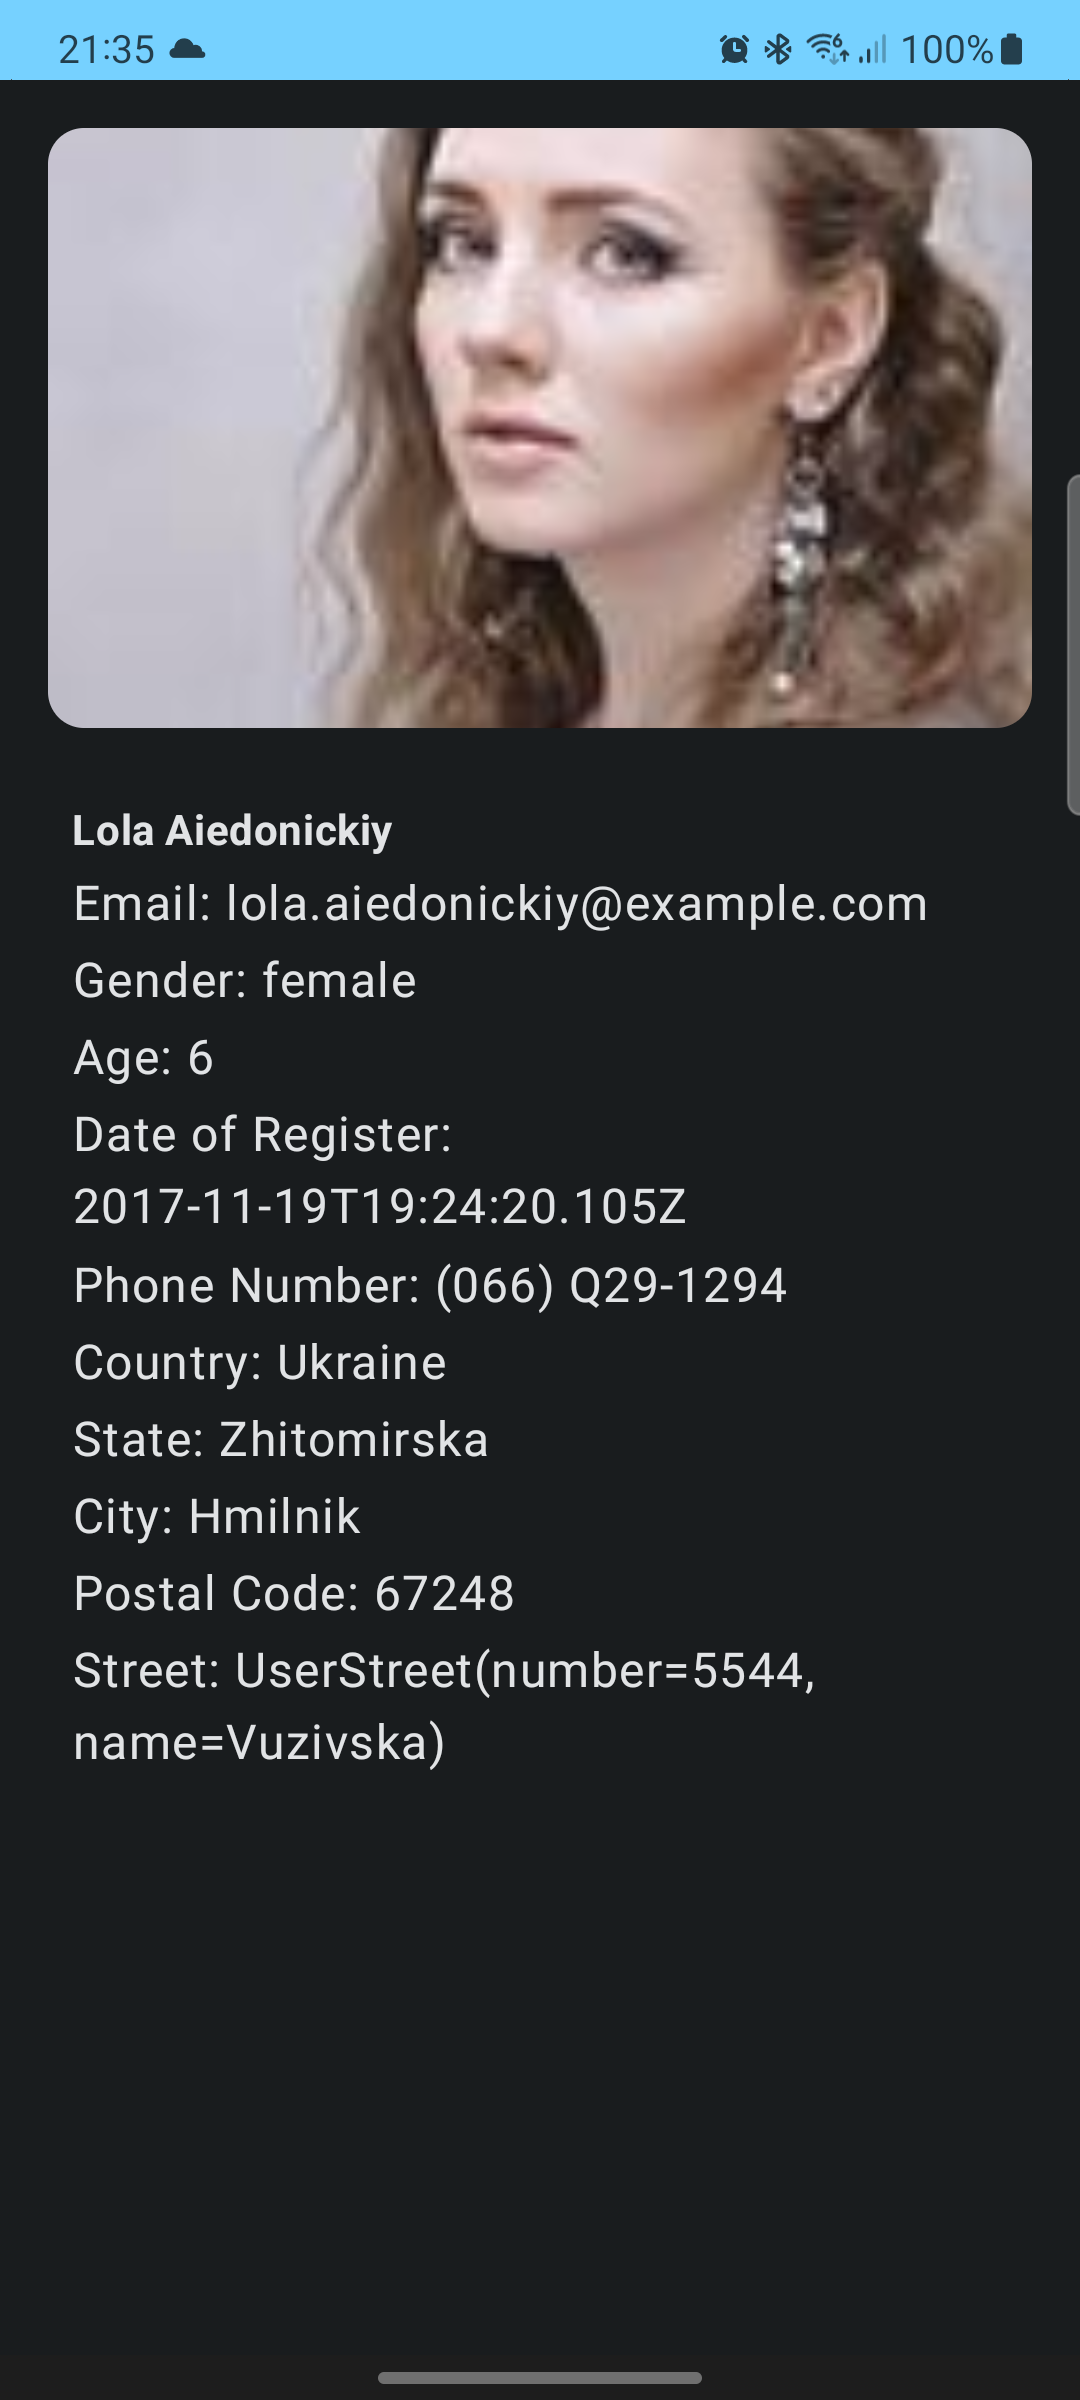 21:35
100%
Lola Aiedonickiy
Email: lola.aiedonickiy@example.com
Gender: female
Age: 6
Date of Register:
2017-11-19T19:24:20.105Z
Phone Number: (066) Q29-1294
Country: Ukraine
State: Zhitomirska
City: Hmilnik
Postal Code: 67248
Street: UserStreet(number=5544,
name=Vuzivska)